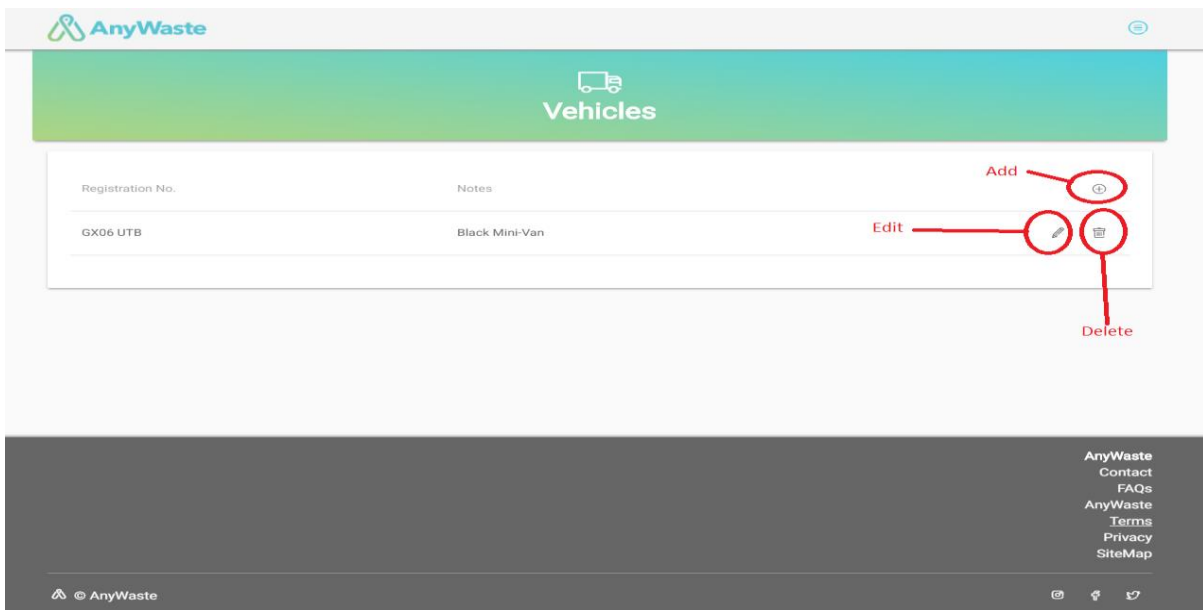 AnyWaste
Vehicles
Add
Registration No.
Notes
GX06 UTB
Black Mini-Van
Edit
Delete
AnyWaste
Contact
FAQs
AnyWaste
Terms
Privacy
SiteMap
© AnyWaste